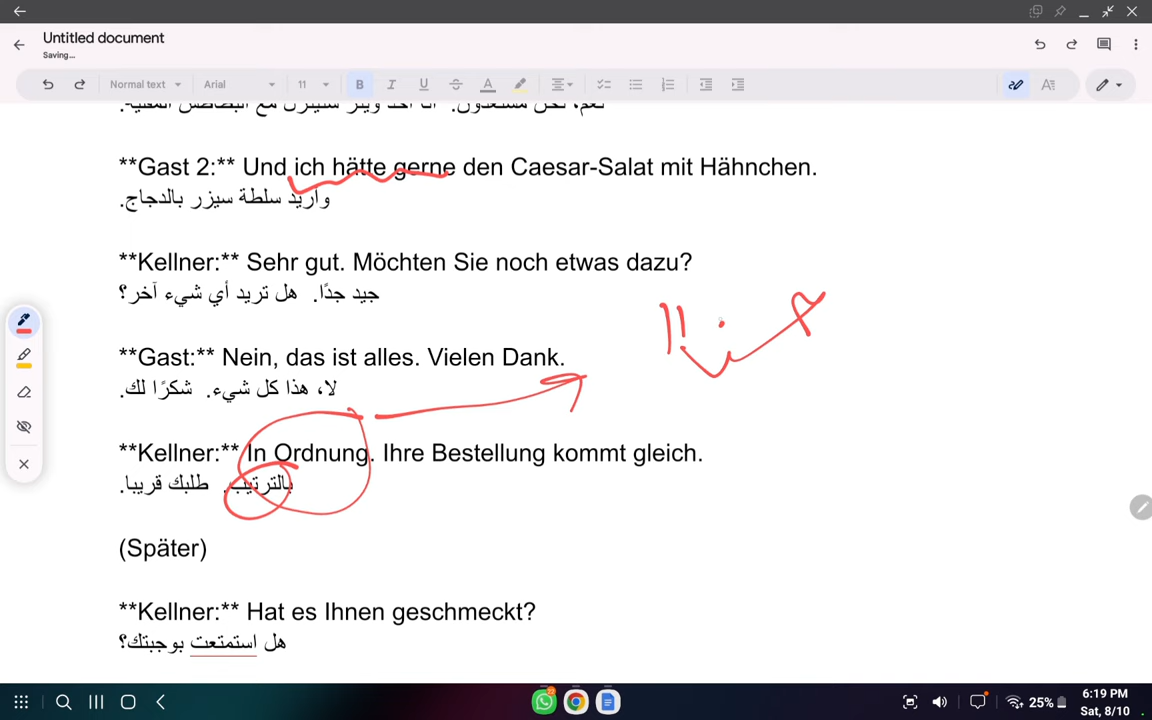 Untitled document
Saving…
Normal text Arial 11 B I U S A
**Gast 2:** Und ich hätte gerne den Caesar-Salat mit Hähnchen.
واريد سلطة سيزر بالدجاج.
**Kellner:** Sehr gut. Möchten Sie noch etwas dazu?
جيد جدًا. هل تريد أي شيء آخر؟
**Gast:** Nein, das ist alles. Vielen Dank.
لا، هذا كل شيء. شكرًا لك.
**Kellner:** In Ordnung. Ihre Bestellung kommt gleich.
بالترتيب. طلبك قريبا.
(Später)
**Kellner:** Hat es Ihnen geschmeckt?
هل استمتعت بوجبتك؟
25%
6:19 PM
Sat, 8/10